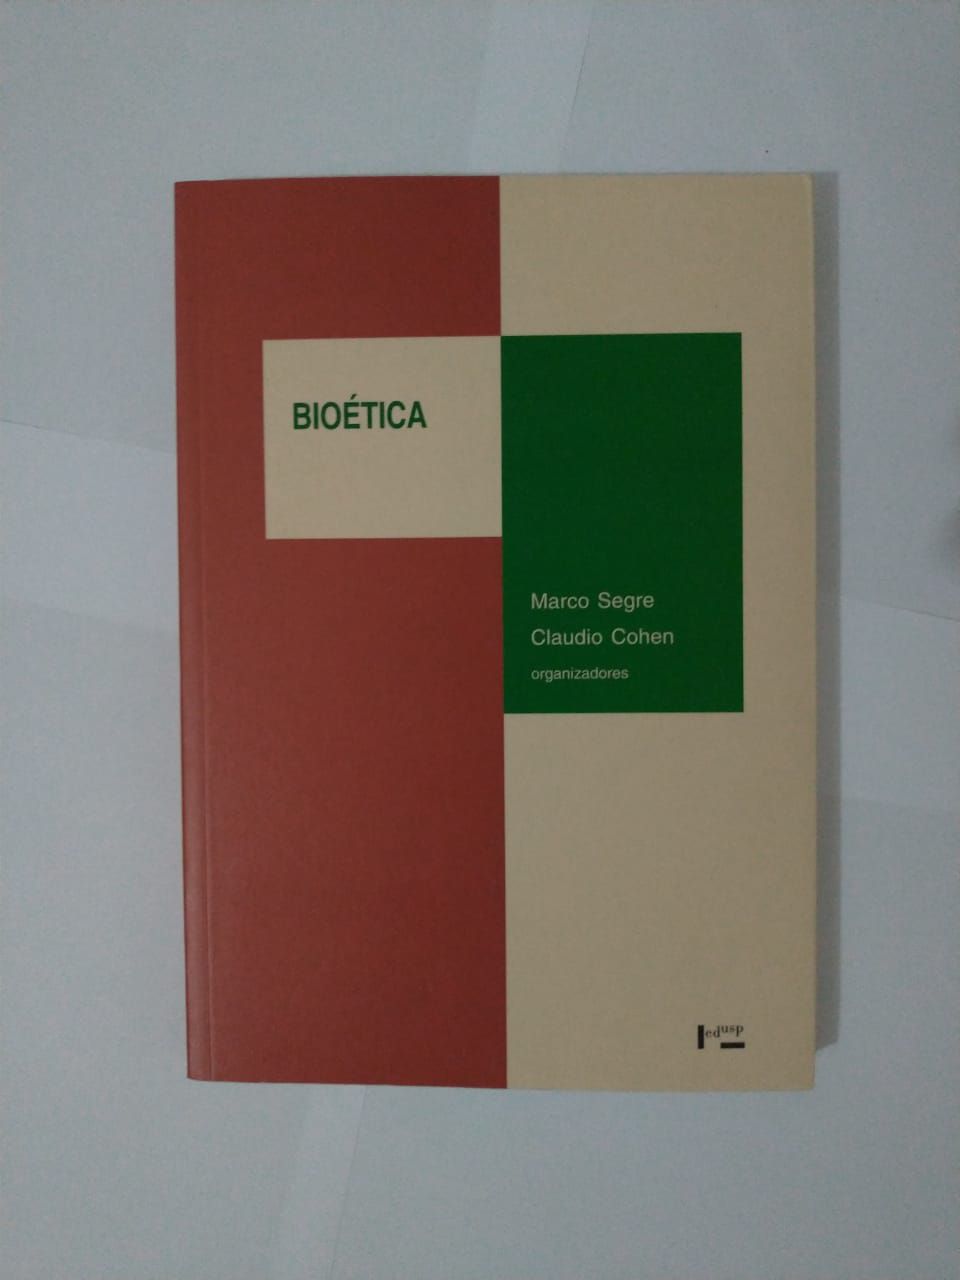 BIOÉTICA
Marco Segre
Claudio Cohen
organizadores
edusp